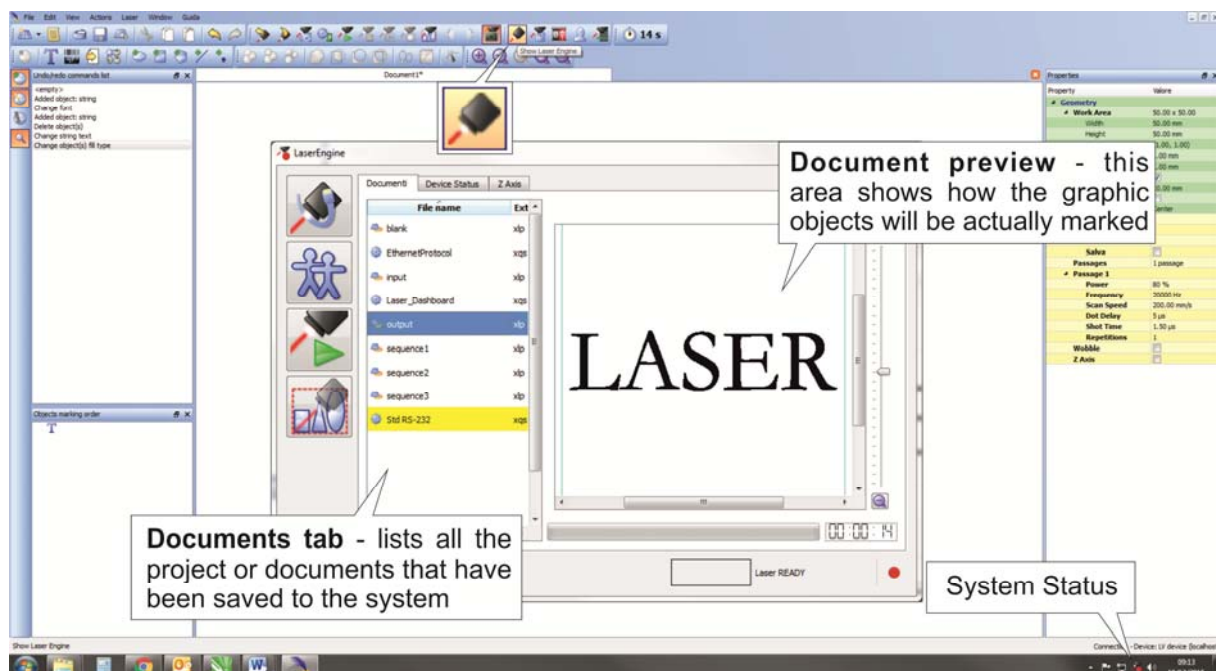 File Edit View Actions Laser Window Guida
14 s
Show Laser Engine
Undo/redo commands list
Document1*
Properties
<empty>
Added object: string
Change font
Added object: string
Delete object(s)
Change string text
Change object(s) fill type
Property Valore
Geometry
Work Area 50.00 x 50.00
Width 50.00 mm
Height 50.00 mm
LaserEngine
Documenti Device Status Z Axis
File name Ext
blank xlp
EthernetProtocol xqs
input xlp
Laser_Dashboard xqs
output xlp
sequence1 xlp
sequence2 xlp
sequence3 xlp
Std RS-232 xqs
Document preview - this
area shows how the graphic
objects will be actually marked
LASER
Salva
Passages 1 passage
Passage 1
Power 80 %
Frequency 20000 Hz
Scan Speed 200.00 mm/s
Dot Delay 5 µs
Shot Time 1.50 µs
Repetitions 1
Wobble
Z Axis
Objects marking order
T
Documents tab - lists all the
project or documents that have
been saved to the system
00:00:14
Laser READY
System Status
Show Laser Engine
Device: LV device (localhost
09:13